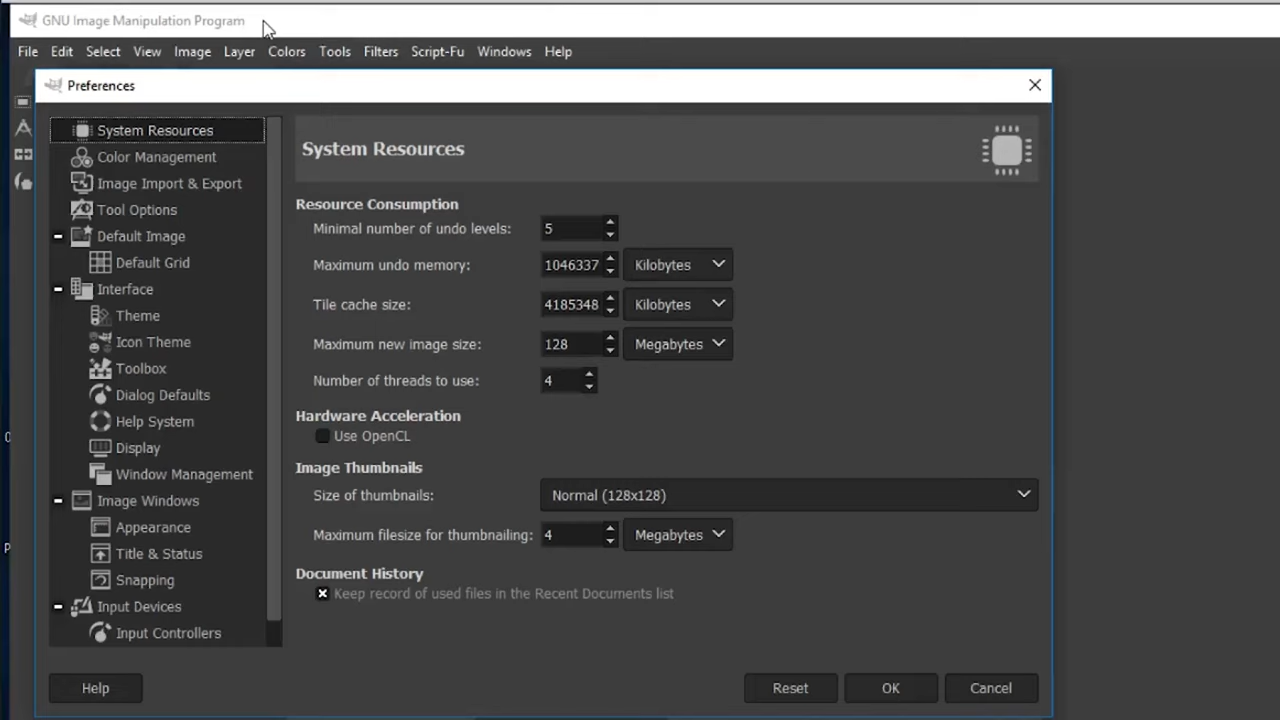 GNU Image Manipulation Program
File Edit Select View Image Layer Colors Tools Filters Script-Fu Windows Help
Preferences
System Resources
Color Management
Image Import & Export
Tool Options
Default Image
Default Grid
Interface
Theme
Icon Theme
Toolbox
Dialog Defaults
Help System
Display
Window Management
Image Windows
Appearance
Title & Status
Snapping
Input Devices
Input Controllers
System Resources
Resource Consumption
Minimal number of undo levels: 5
Maximum undo memory: 1046337 Kilobytes
Tile cache size: 4185348 Kilobytes
Maximum new image size: 128 Megabytes
Number of threads to use: 4
Hardware Acceleration
Use OpenCL
Image Thumbnails
Size of thumbnails: Normal (128x128)
Maximum filesize for thumbnailing: 4 Megabytes
Document History
Keep record of used files in the Recent Documents list
Help Reset OK Cancel